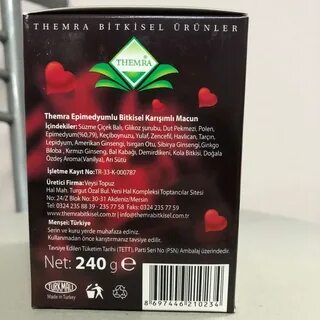 THEMRA BİTKİSEL ÜRÜNLER
THEMRA
Themra Epimedyumlu Bitkisel Karışımlı Macun
İçindekiler: Süzme Çiçek Balı, Glikoz şurubu, Dut Pekmezi, Polen,
Epimedyum(%0,79), Keçiboynuzu, Yulaf, Zencefil, Havlıcan, Tarçın,
Lepidyum, Amerikan Ginsengi, Isırgan Otu, Sibirya Ginsengi, Ginkgo
Biloba , Kırmızı Ginseng, Bal Kabağı, Demirdikeni, Kola Bitkisi, Doğala
Özdeş Aroma(Vanilya), Arı Sütü
İşletme Kayıt No:TR-33-K-000787
Üretici Firma: Veysi Topuz
Hal Mah. Turgut Özal Bul. Yeni Hal Kompleksi Toptancılar Sitesi
No: 24/Z Blok No: 30-31 Akdeniz/Mersin
Tel: 0324 235 88 39 - 235 87 58 Faks: 0324 235 87 59
www.themrabitkisel.com.tr/info@themrabitkisel.com.tr
Menşei: Türkiye
Serin ve kuru yerde muhafaza ediniz.
Kullanmadan önce karıştırmanız tavsiye edilir.
Tavsiye Edilen Tüketim Tarihi (TETT), Parti Seri No (PSN) Ambalaj üzerindedir.
Net: 240 g e
TÜRK MALI
Made in Turkey
8 697446 210234